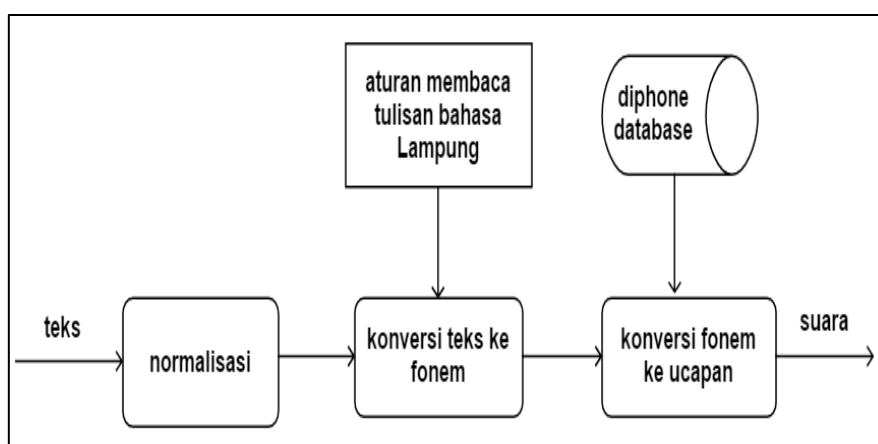 aturan membaca
tulisan bahasa
Lampung
diphone
database
teks
normalisasi
konversi teks ke
fonem
konversi fonem
ke ucapan
suara